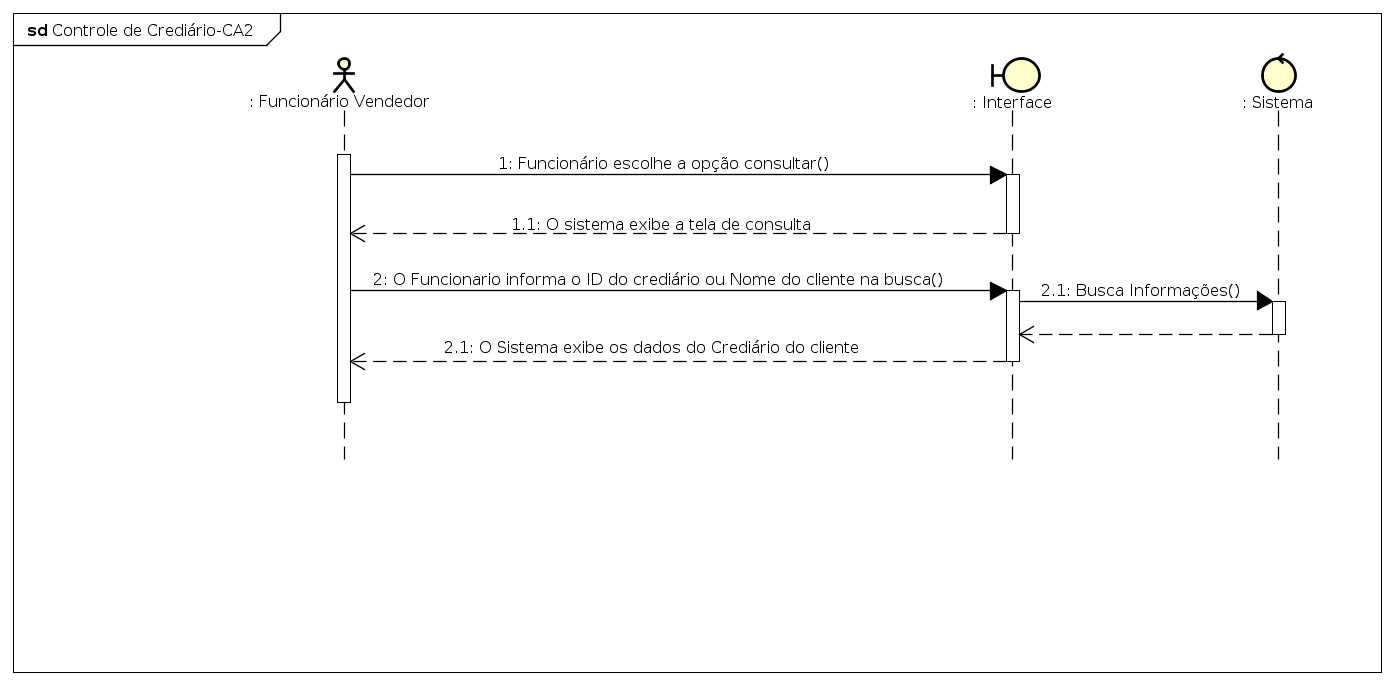 sd Controle de Crediário-CA2
: Funcionário Vendedor
: Interface
: Sistema
1: Funcionário escolhe a opção consultar()
1.1: O sistema exibe a tela de consulta
2: O Funcionario informa o ID do crediário ou Nome do cliente na busca()
2.1: Busca Informações()
2.1: O Sistema exibe os dados do Crediário do cliente